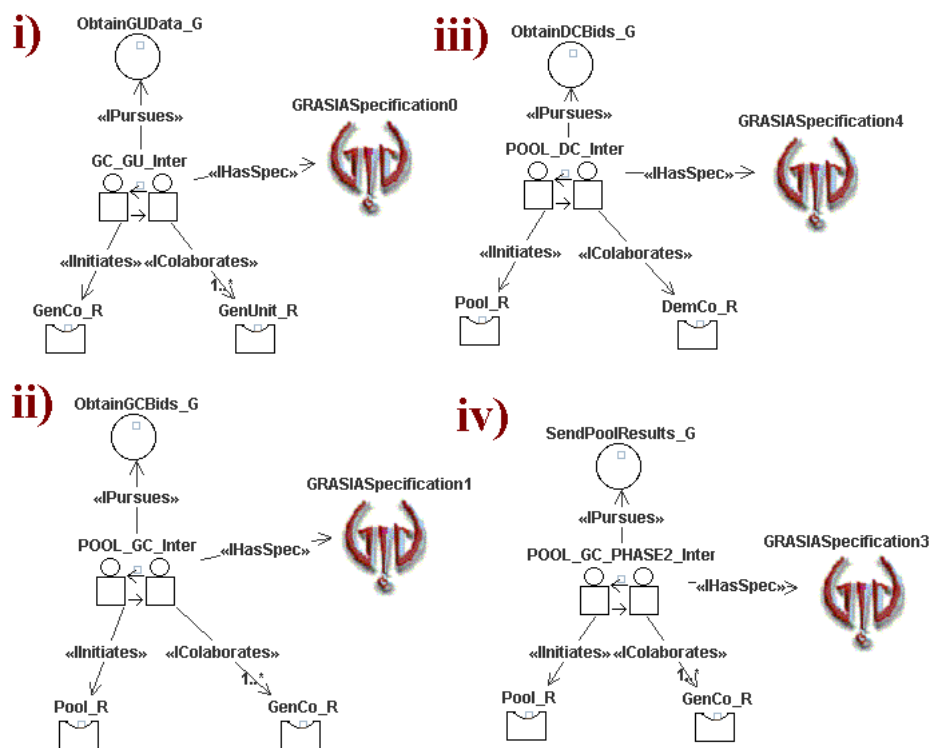 i)
ObtainGUData_G
«IPursues»
GRASIASpecification0
GC_GU_Inter
«IHasSpec»
«IInitiates» «IColaborates»
1..*
GenCo_R
GenUnit_R
ii)
ObtainGCBids_G
«IPursues»
GRASIASpecification1
POOL_GC_Inter
«IHasSpec»
«IInitiates»
«IColaborates»
1..*
Pool_R
GenCo_R
iii)
ObtainDCBids_G
«IPursues»
GRASIASpecification4
POOL_DC_Inter
«IHasSpec»
«IInitiates»
«IColaborates»
Pool_R
DemCo_R
iv)
SendPoolResults_G
«IPursues»
GRASIASpecification3
POOL_GC_PHASE2_Inter
«IHasSpec»
«IInitiates»
«IColaborates»
1..*
Pool_R
GenCo_R